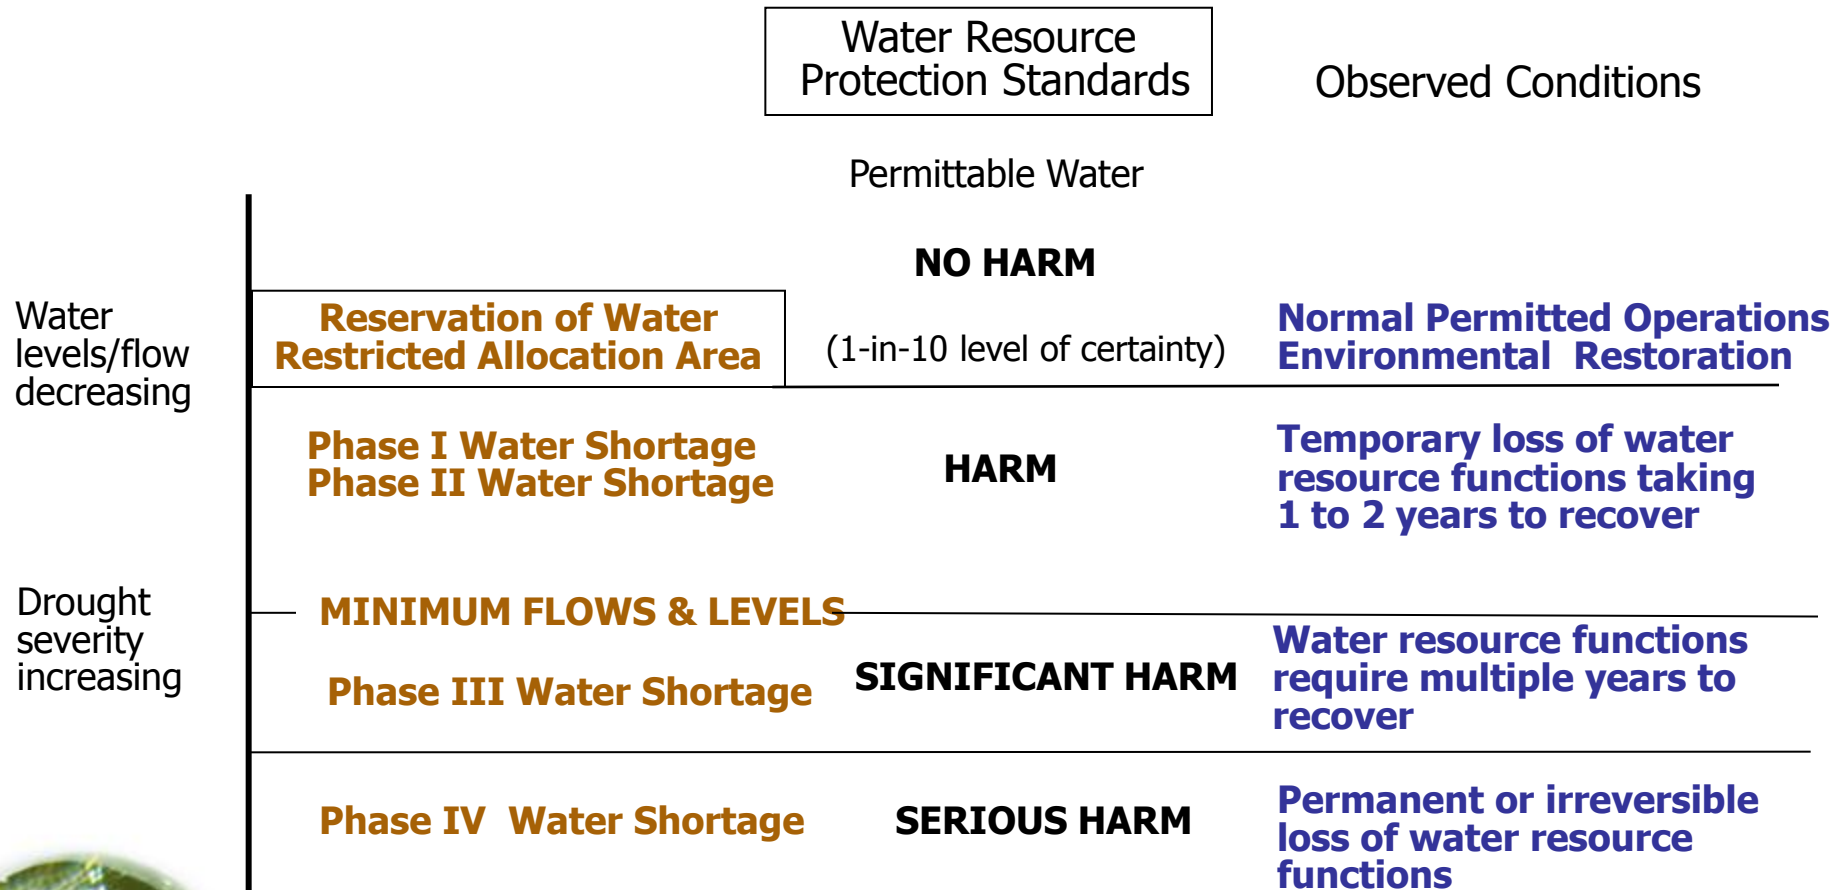 Water Resource
Protection Standards
Observed Conditions
Permittable Water
NO HARM
Water
levels/flow
decreasing
Reservation of Water
Restricted Allocation Area
(1-in-10 level of certainty)
Normal Permitted Operations
Environmental Restoration
Phase I Water Shortage
Phase II Water Shortage
HARM
Temporary loss of water
resource functions taking
1 to 2 years to recover
Drought
severity
increasing
MINIMUM FLOWS & LEVELS
Phase III Water Shortage
SIGNIFICANT HARM
Water resource functions
require multiple years to
recover
Phase IV Water Shortage
SERIOUS HARM
Permanent or irreversible
loss of water resource
functions